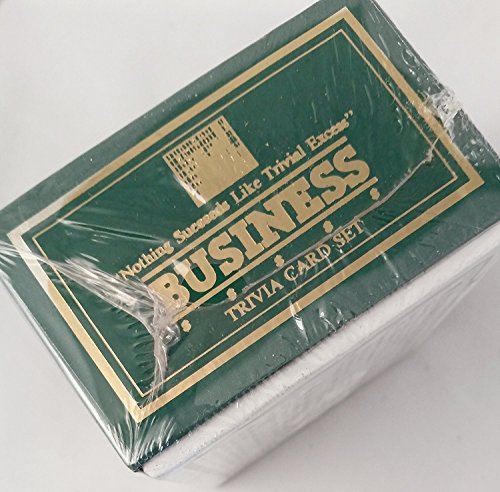 "Nothing Succeeds Like Trivial Excess"
BUSINESS
TRIVIA CARD SET